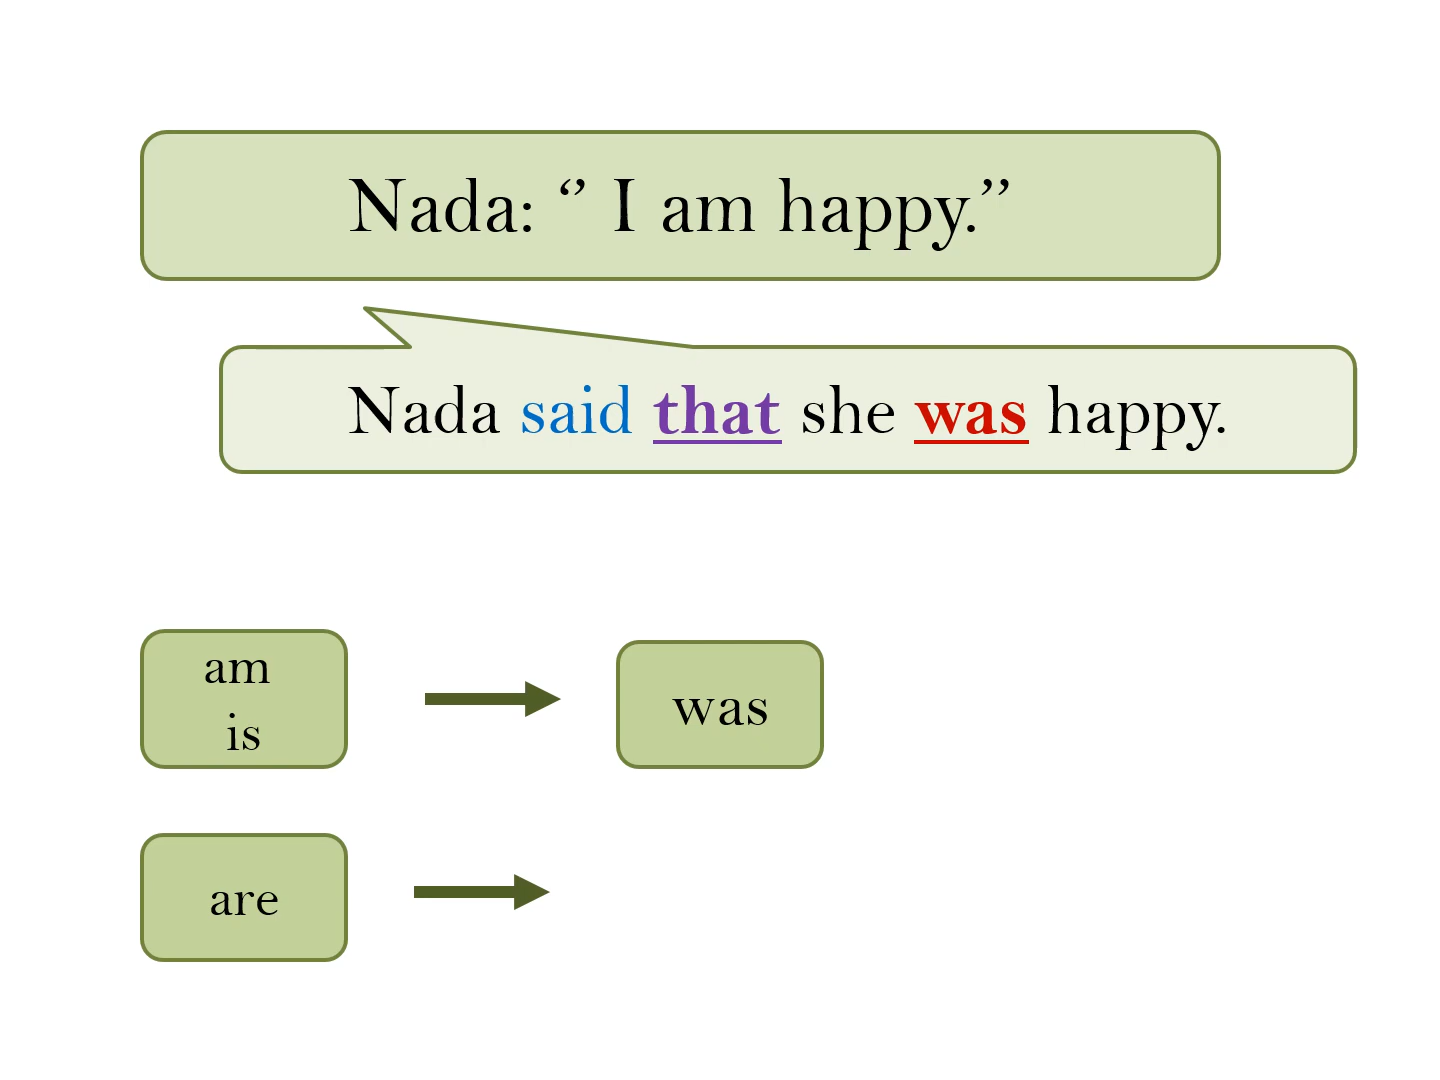 Nada: ‘’ I am happy.’’
Nada said that she was happy.
am
is
was
are